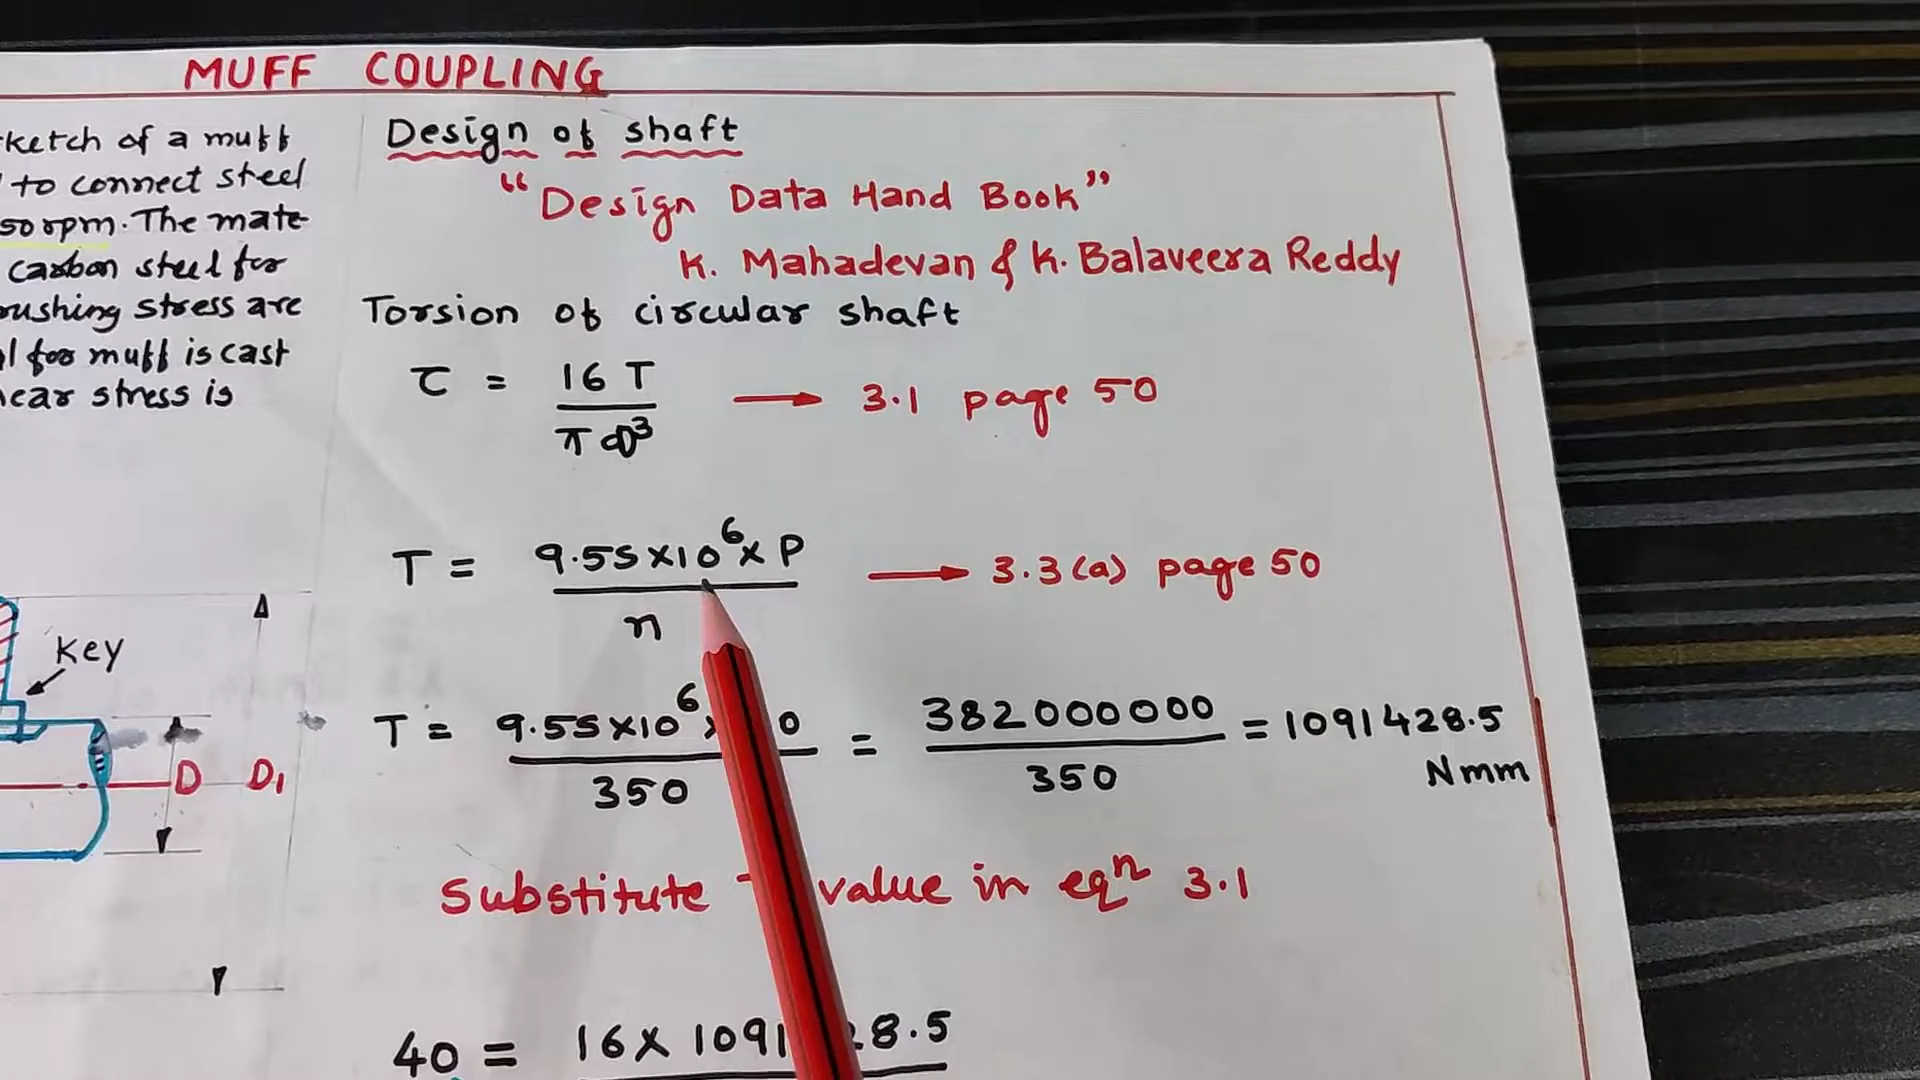 MUFF COUPLING
ketch of a muff
to connect steel
50 rpm. The mate-
carbon steel for
rushing stress are
l for muff is cast
hear stress is
Key
D D₁
Design of shaft
"Design Data Hand Book"
K. Mahadevan & K. Balaveera Reddy
Torsion of circular shaft
τ = 16 T / πd³ → 3.1 page 50
T = 9.55×10⁶× P / n → 3.3(a) page 50
T = 9.55×10⁶ 0 / 350 = 382000000 / 350 = 1091428.5 Nmm
Substitute value in eqⁿ 3.1
40 = 16 × 1091 28.5